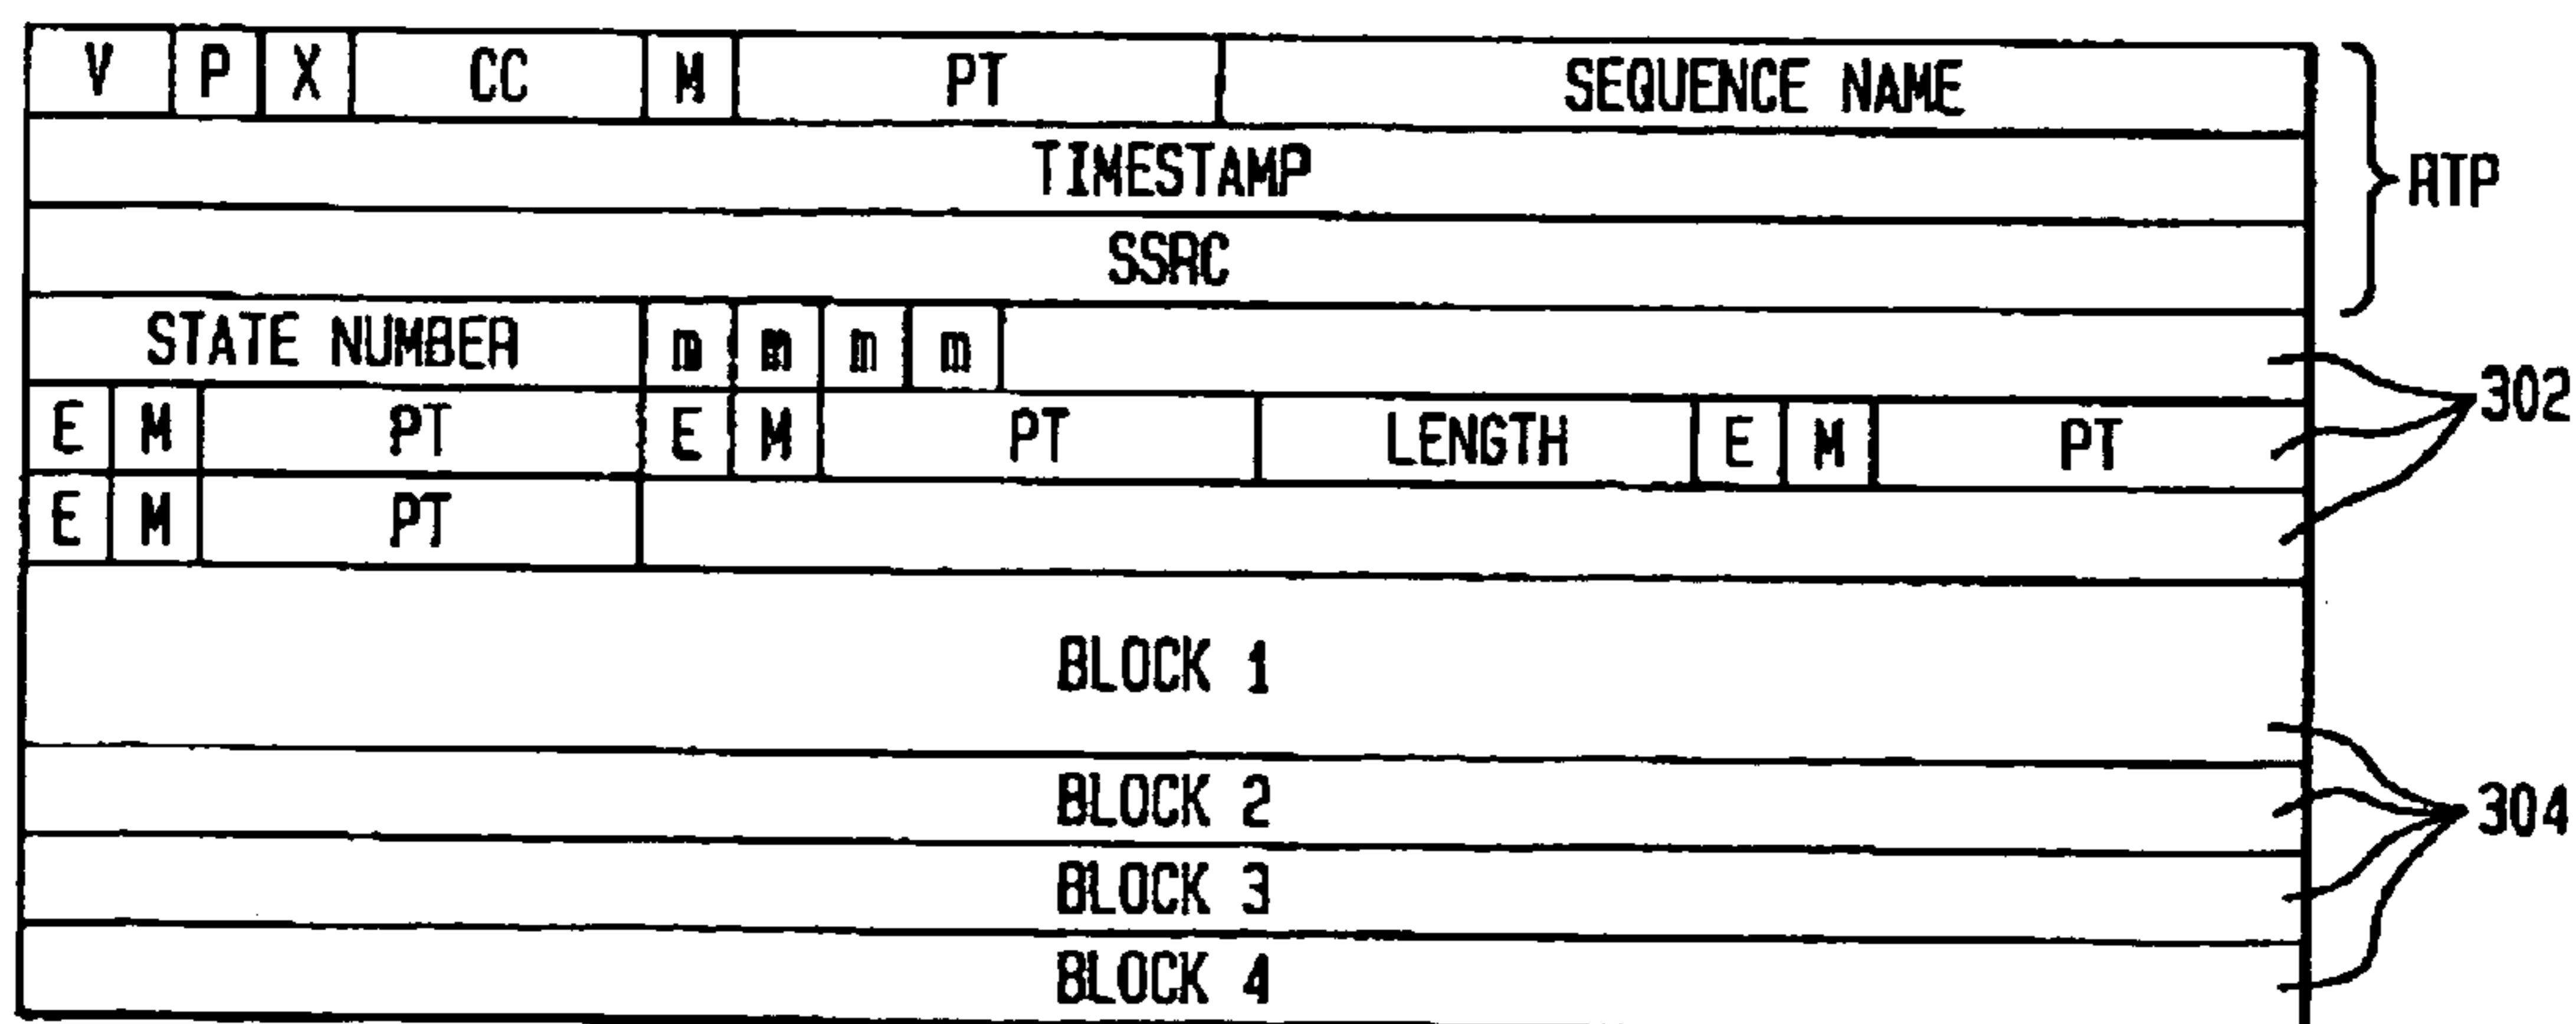 V P X CC M PT SEQUENCE NAME
TIMESTAMP
RTP
SSRC
STATE NUMBER m m m m
302
E M PT E M PT LENGTH E M PT
E M PT
BLOCK 1
BLOCK 2
304
BLOCK 3
BLOCK 4